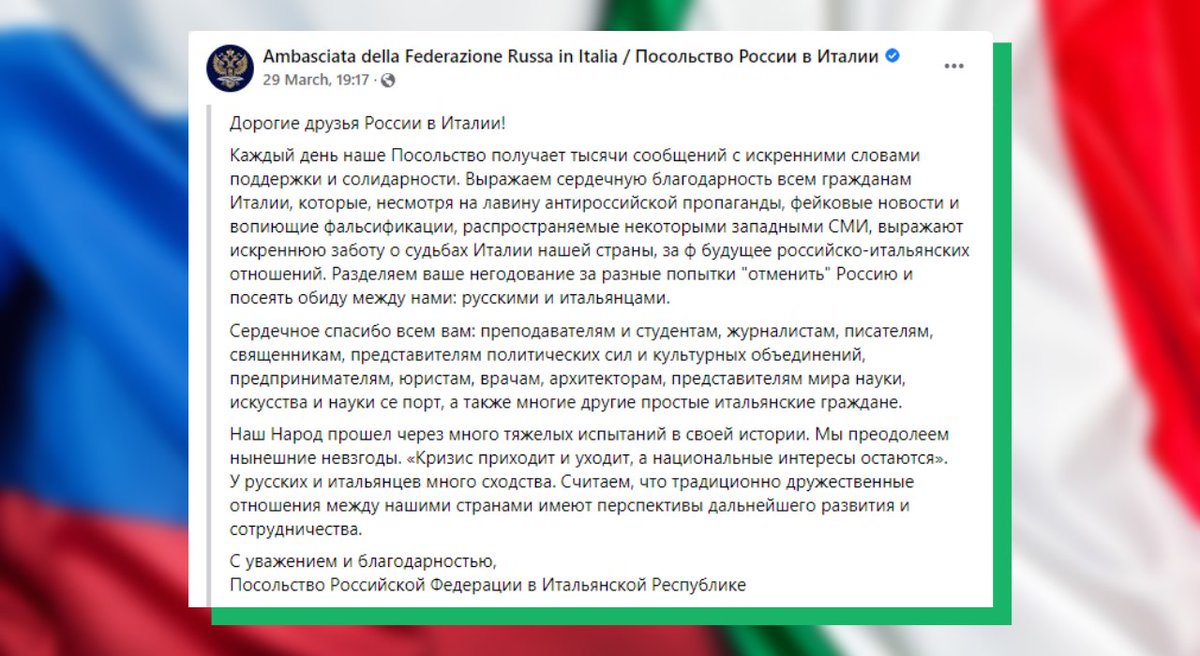 Ambasciata della Federazione Russa in Italia / Посольство России в Италии
29 March, 19:17 ·
Дорогие друзья России в Италии!
Каждый день наше Посольство получает тысячи сообщений с искренними словами
поддержки и солидарности. Выражаем сердечную благодарность всем гражданам
Италии, которые, несмотря на лавину антироссийской пропаганды, фейковые новости и
вопиющие фальсификации, распространяемые некоторыми западными СМИ, выражают
искреннюю заботу о судьбах Италии нашей страны, за ф будущее российско-итальянских
отношений. Разделяем ваше негодование за разные попытки "отменить" Россию и
посеять обиду между нами: русскими и итальянцами.
Сердечное спасибо всем вам: преподавателям и студентам, журналистам, писателям,
священникам, представителям политических сил и культурных объединений,
предпринимателям, юристам, врачам, архитекторам, представителям мира науки,
искусства и науки се порт, а также многие другие простые итальянские граждане.
Наш Народ прошел через много тяжелых испытаний в своей истории. Мы преодолеем
нынешние невзгоды. «Кризис приходит и уходит, а национальные интересы остаются».
У русских и итальянцев много сходства. Считаем, что традиционно дружественные
отношения между нашими странами имеют перспективы дальнейшего развития и
сотрудничества.
С уважением и благодарностью,
Посольство Российской Федерации в Итальянской Республике